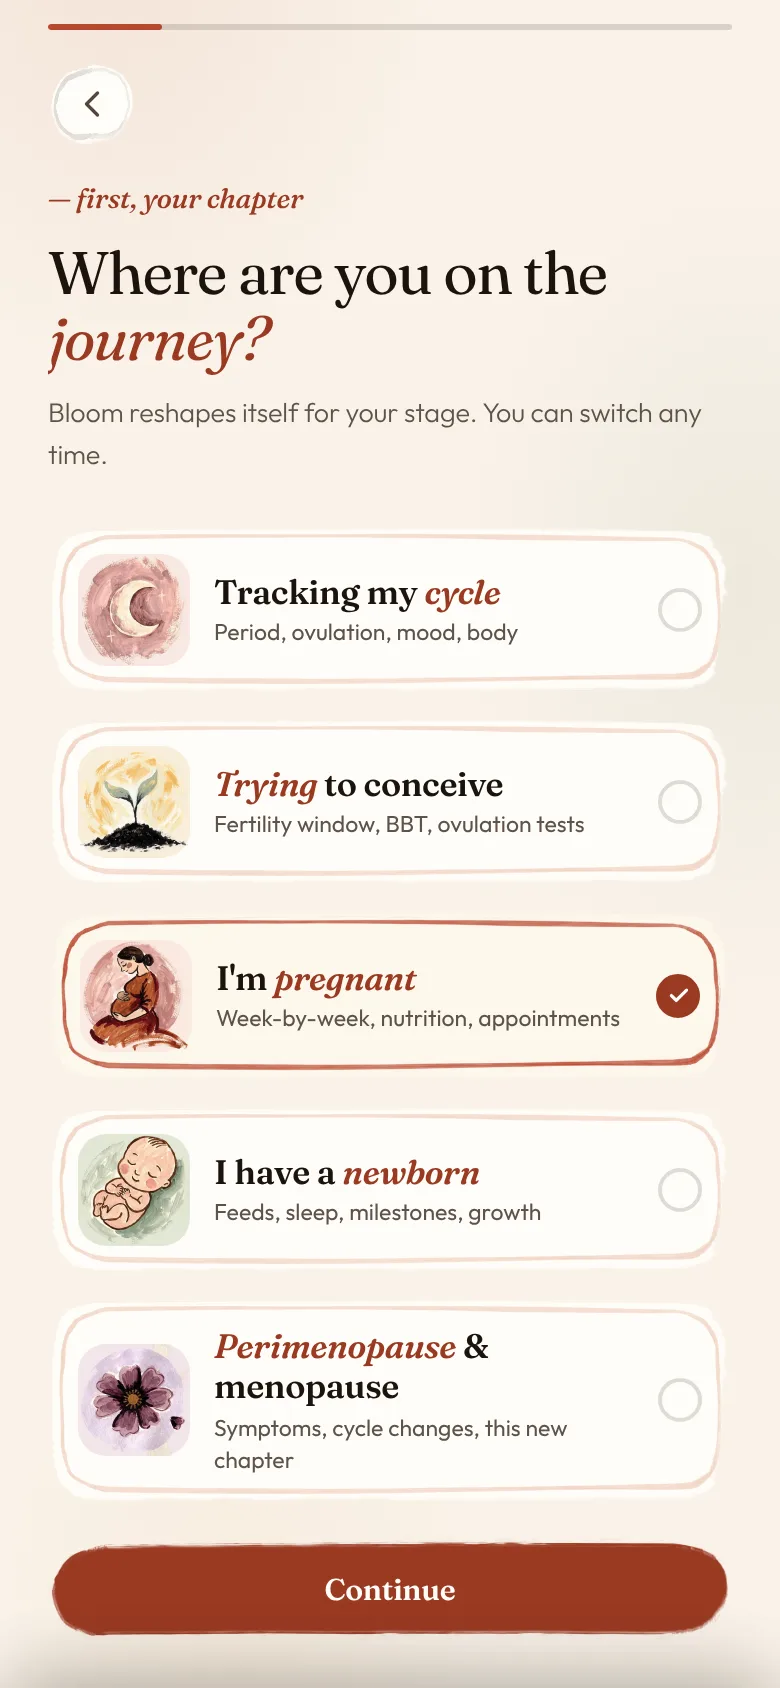 — first, your chapter
Where are you on the
journey?
Bloom reshapes itself for your stage. You can switch any
time.
Tracking my cycle
Period, ovulation, mood, body
Trying to conceive
Fertility window, BBT, ovulation tests
I'm pregnant
Week-by-week, nutrition, appointments
I have a newborn
Feeds, sleep, milestones, growth
Perimenopause &
menopause
Symptoms, cycle changes, this new
chapter
Continue